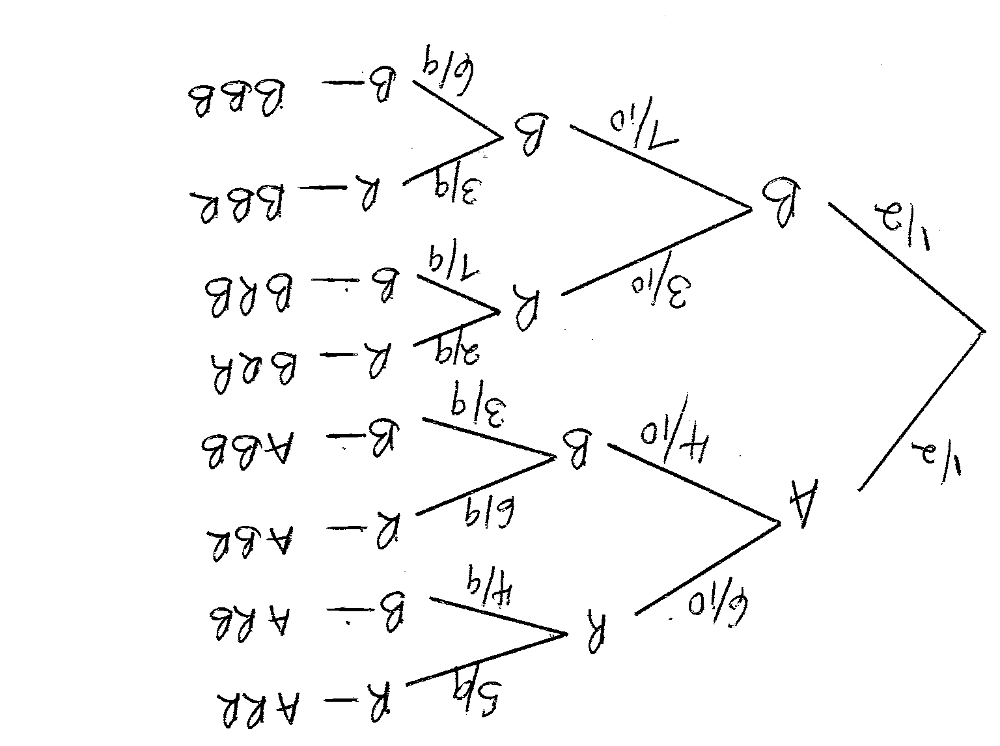 5/9 R — ARR
6/10 R 4/9 B — ARB
A 6/9 R — ABR
1/2 4/10 B 3/9 B — ABB
2/9 R — BRR
1/2 3/10 R 7/9 B — BRB
B 3/9 R — BBR
7/10 B 6/9 B — BBB